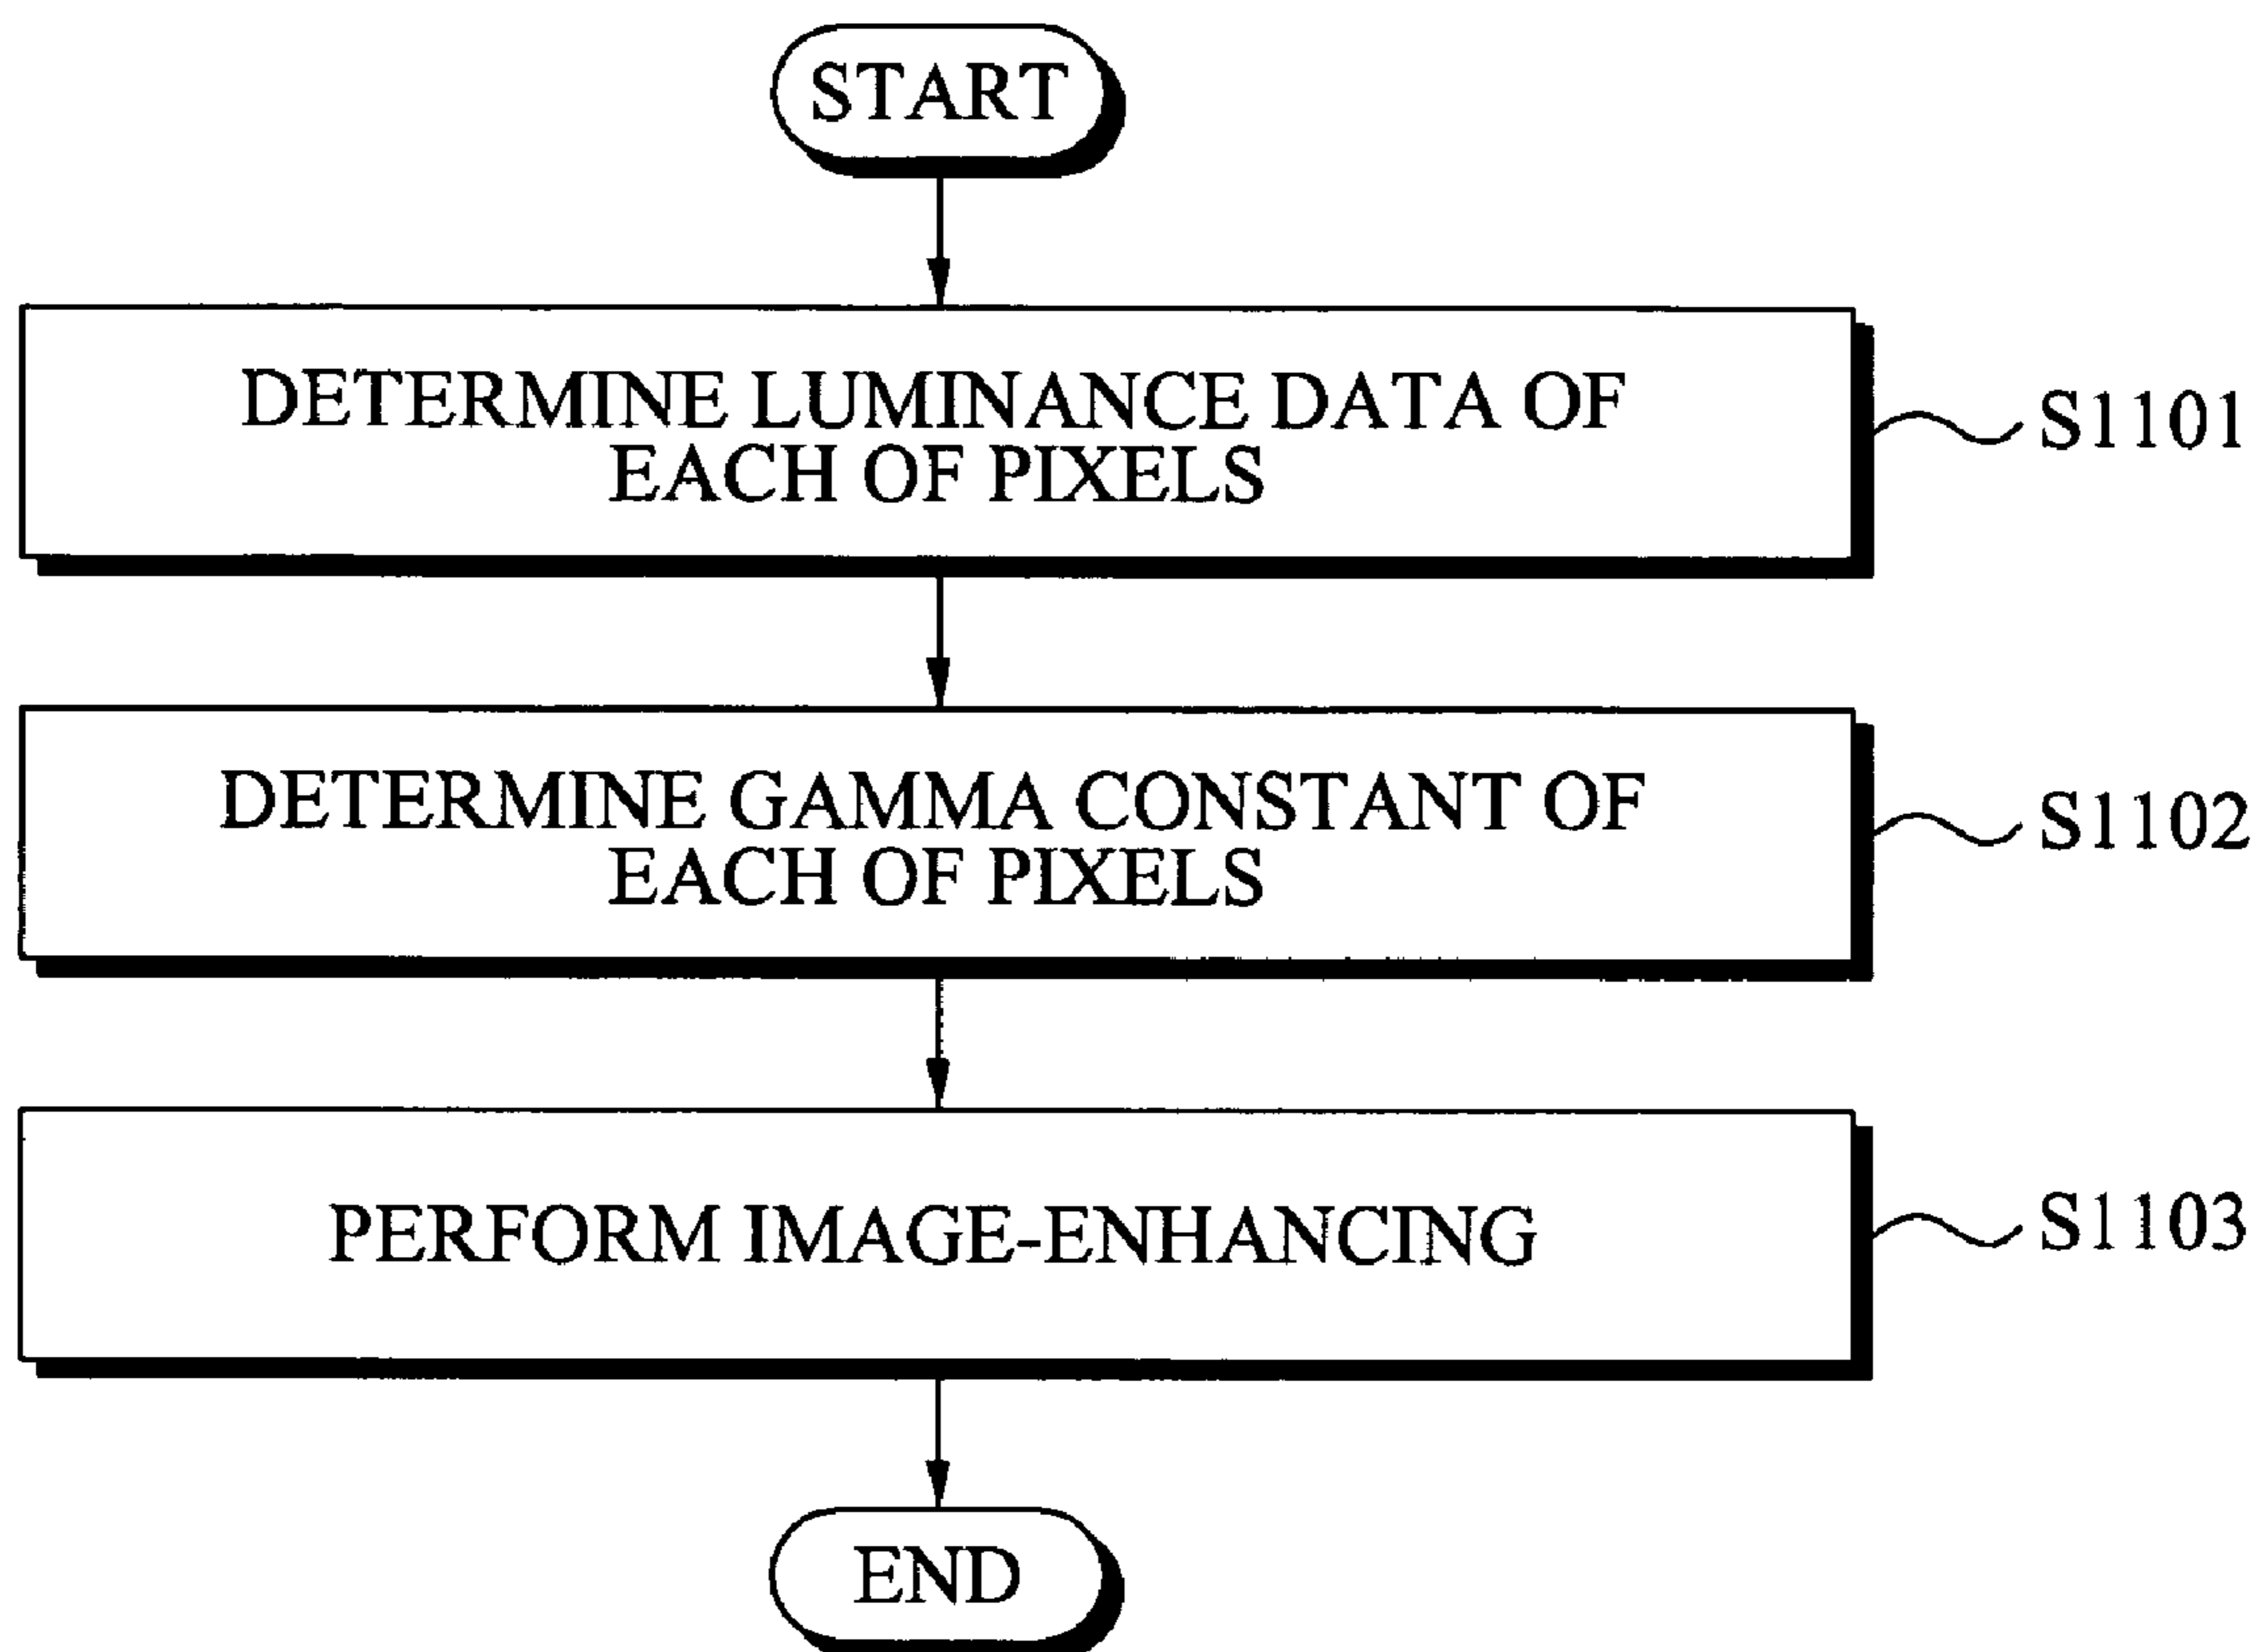 START
DETERMINE LUMINANCE DATA OF
EACH OF PIXELS
S1101
DETERMINE GAMMA CONSTANT OF
EACH OF PIXELS
S1102
PERFORM IMAGE-ENHANCING
S1103
END